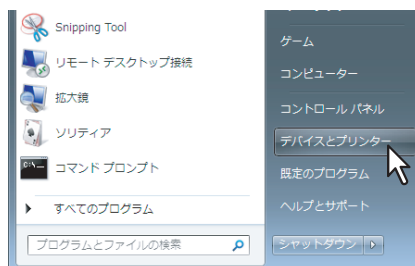 Snipping Tool
リモート デスクトップ接続
拡大鏡
ソリティア
コマンド プロンプト
すべてのプログラム
プログラムとファイルの検索
ゲーム
コンピューター
コントロール パネル
デバイスとプリンター
既定のプログラム
ヘルプとサポート
シャットダウン